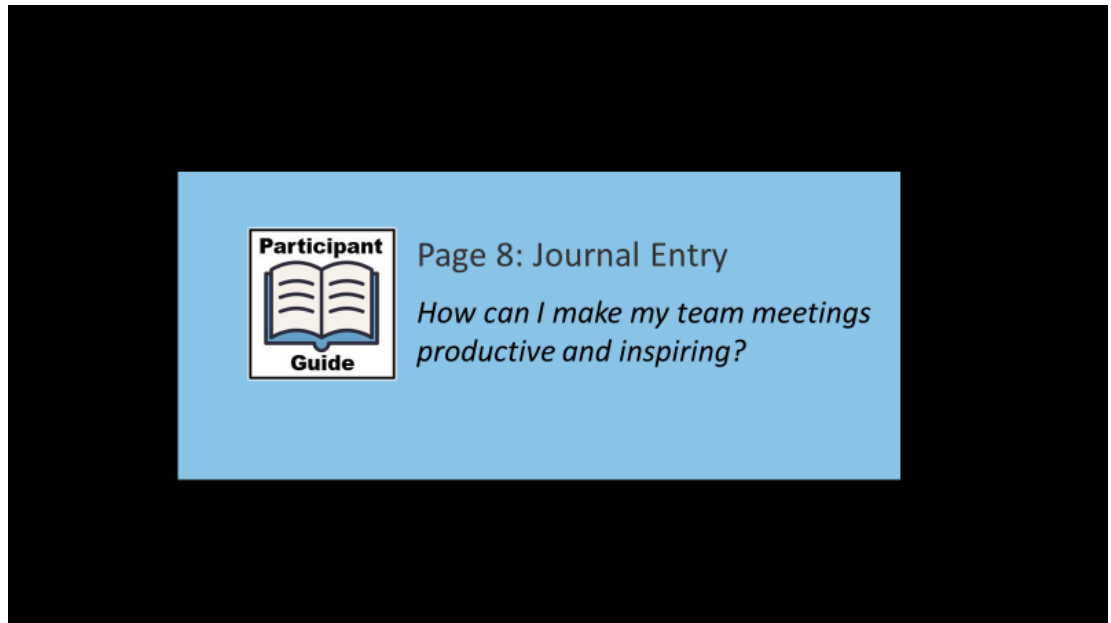 Participant
Guide
Page 8: Journal Entry
How can I make my team meetings
productive and inspiring?